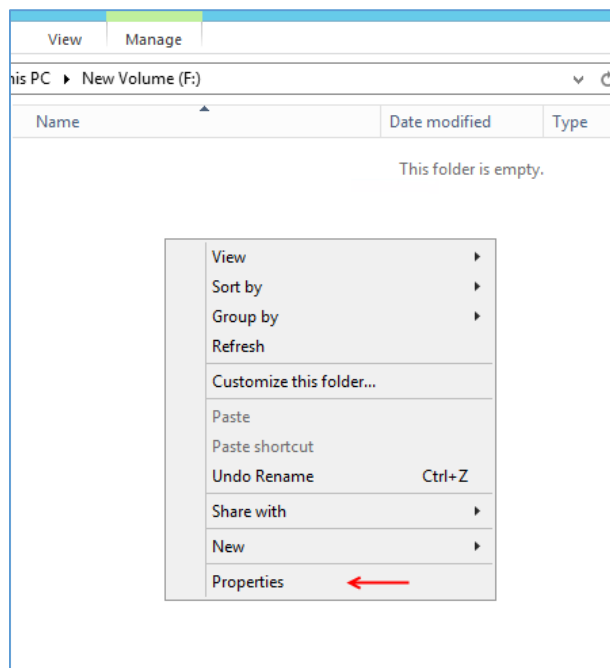 View Manage
his PC ▸ New Volume (F:)
Name Date modified Type
This folder is empty.
View
Sort by
Group by
Refresh
Customize this folder...
Paste
Paste shortcut
Undo Rename Ctrl+Z
Share with
New
Properties